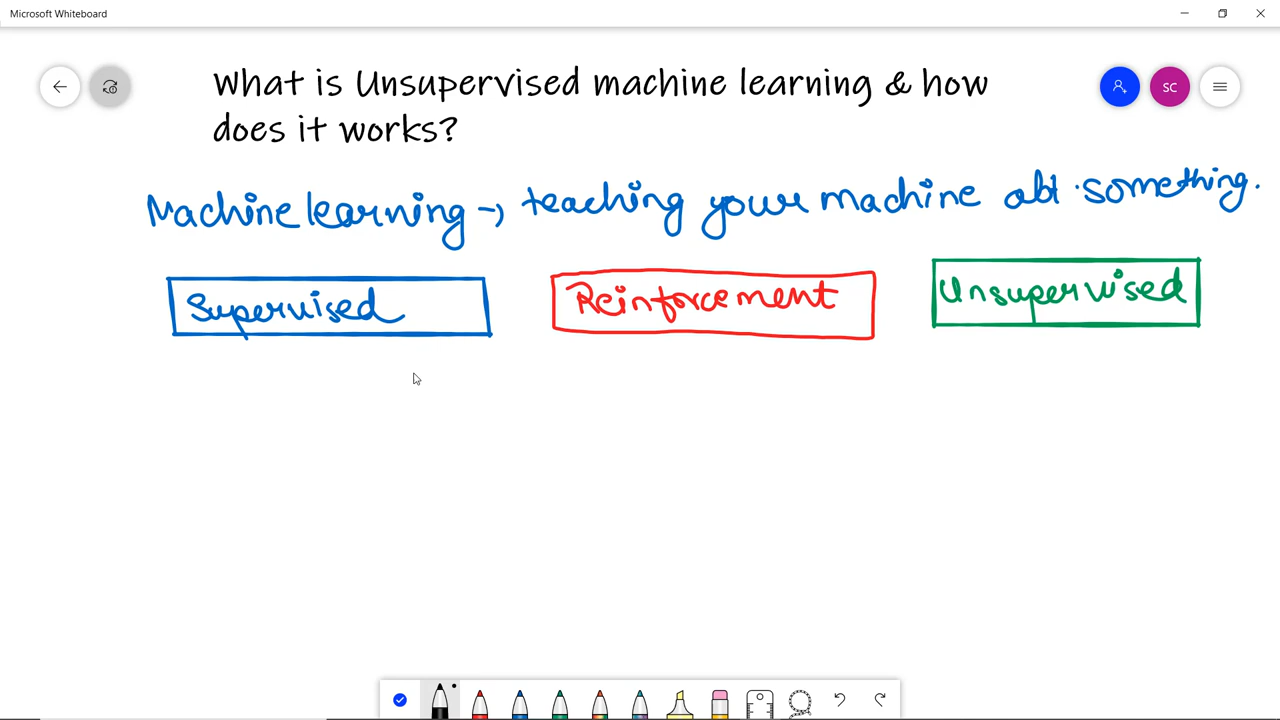 Microsoft Whiteboard
What is Unsupervised machine learning & how
does it works?
SC
Machine learning → teaching your machine abt something.
Supervised
Reinforcement
Unsupervised